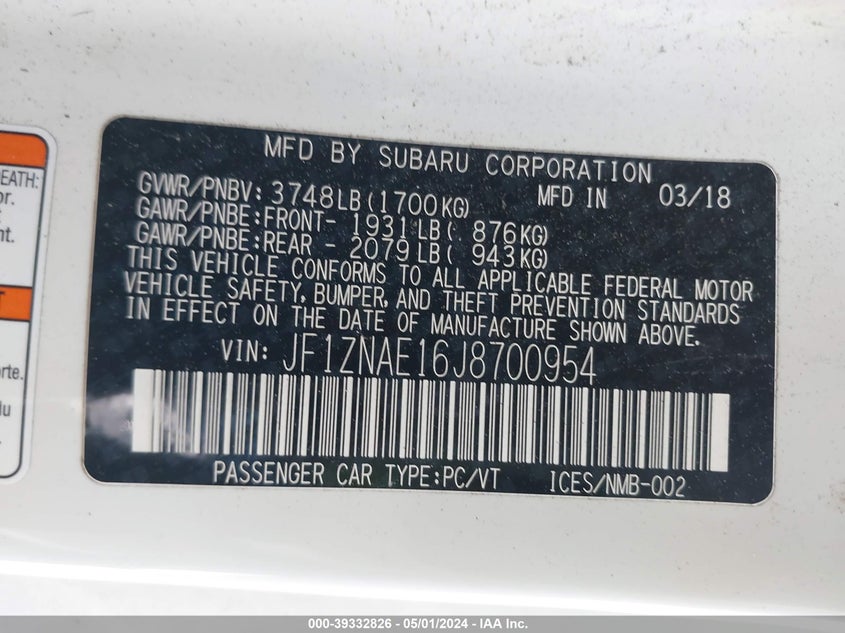 MFD BY SUBARU CORPORATION
GVWR/PNBV: 3748LB(1700KG) MFD IN 03/18
GAWR/PNBE:FRONT- 1931LB( 876KG)
GAWR/PNBE:REAR - 2079LB( 943KG)
THIS VEHICLE CONFORMS TO ALL APPLICABLE FEDERAL MOTOR
VEHICLE SAFETY, BUMPER, AND THEFT PREVENTION STANDARDS
IN EFFECT ON THE DATE OF MANUFACTURE SHOWN ABOVE.
VIN: JF1ZNAE16J8700954
PASSENGER CAR TYPE:PC/VT ICES/NMB-002
EATH:
or.
t
nt.
T
orte.
du
000-39332826 - 05/01/2024 - IAA Inc.